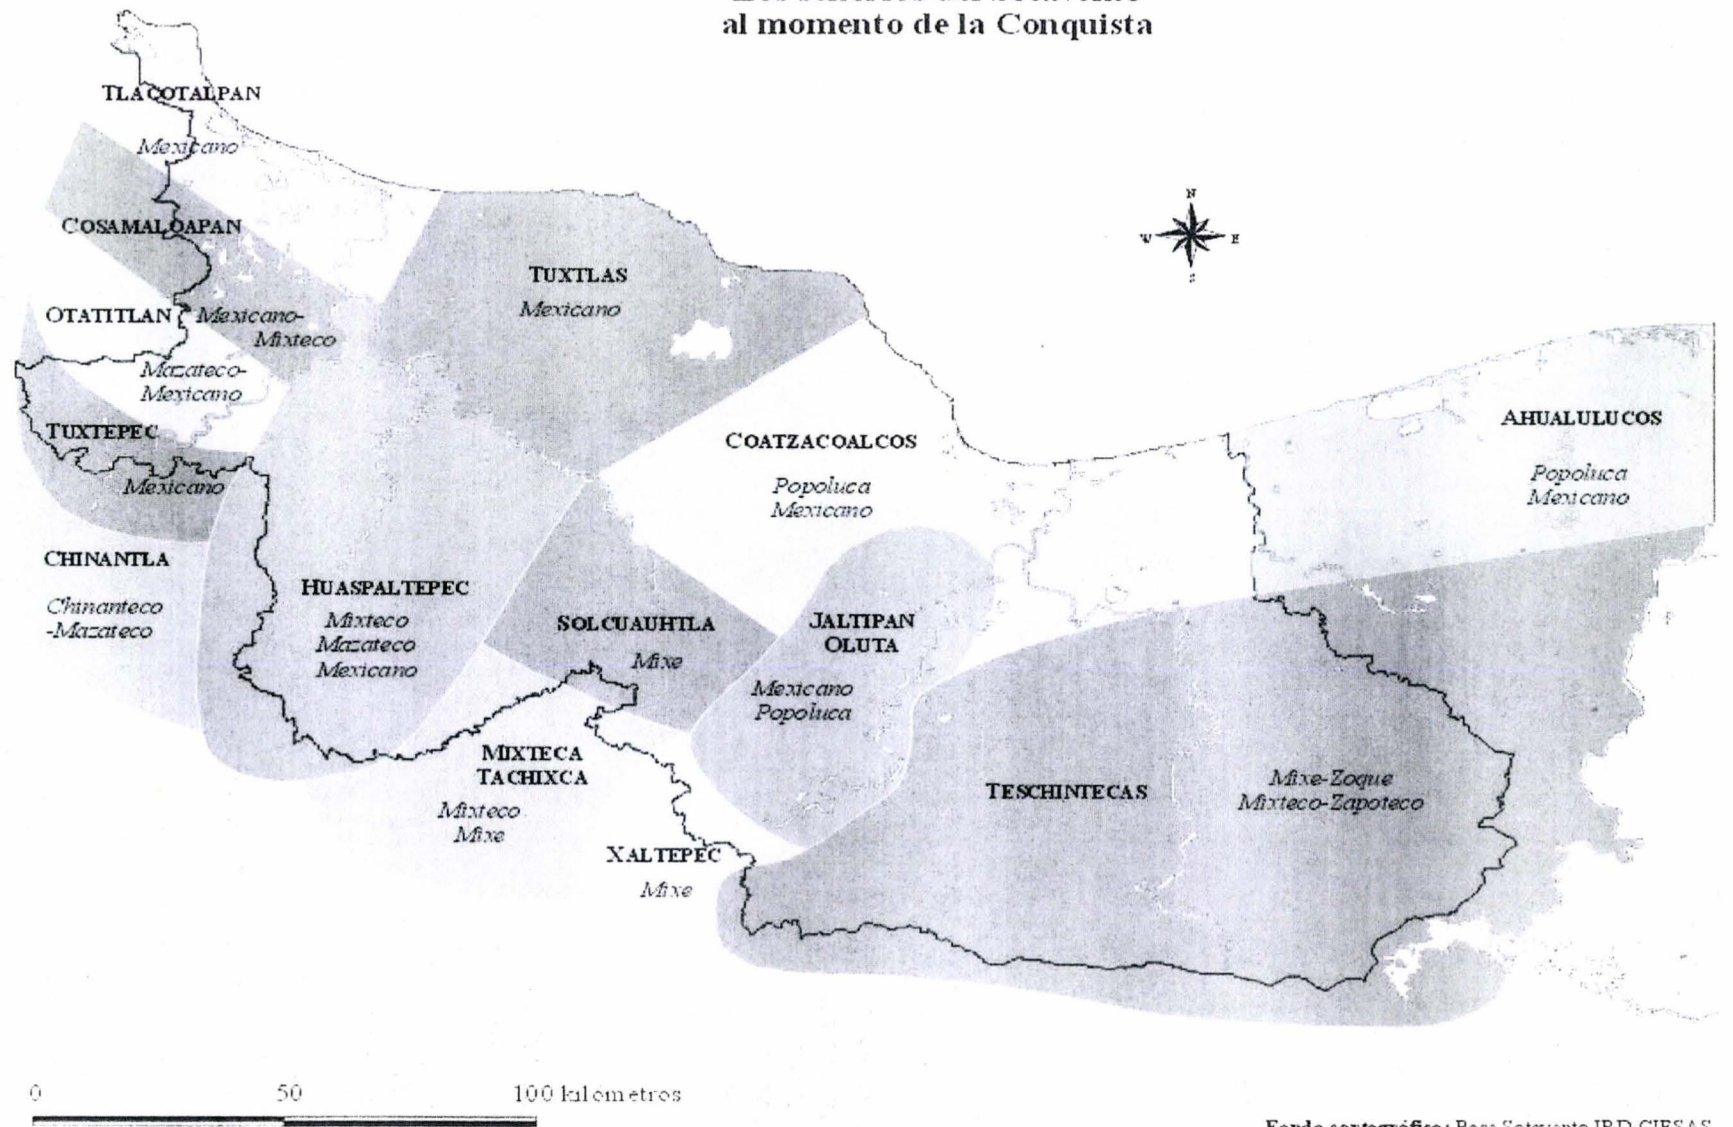 al momento de la Conquista
TLACOTALPAN
Mexicano
COSAMALOAPAN
Mexicano-
Mixteco
OTATITLAN
Mazateco-
Mexicano
TUXTEPEC
Mexicano
CHINANTLA
Chinanteco
-Mazateco
HUASPALTEPEC
Mixteco
Mazateco
Mexicano
TUXTLAS
Mexicano
N
W
E
S
COATZACOALCOS
Popoluca
Mexicano
AHUALULUCOS
Popoluca
Mexicano
SOLCUAUHTLA
Mixe
JALTIPAN
OLUTA
Mexicano
Popoluca
MIXTECA
TACHIXCA
Mixteco
Mixe
XALTEPEC
Mixe
TESCHINTECAS
Mixe-Zoque
Mixteco-Zapoteco
0 50 100 kilometros